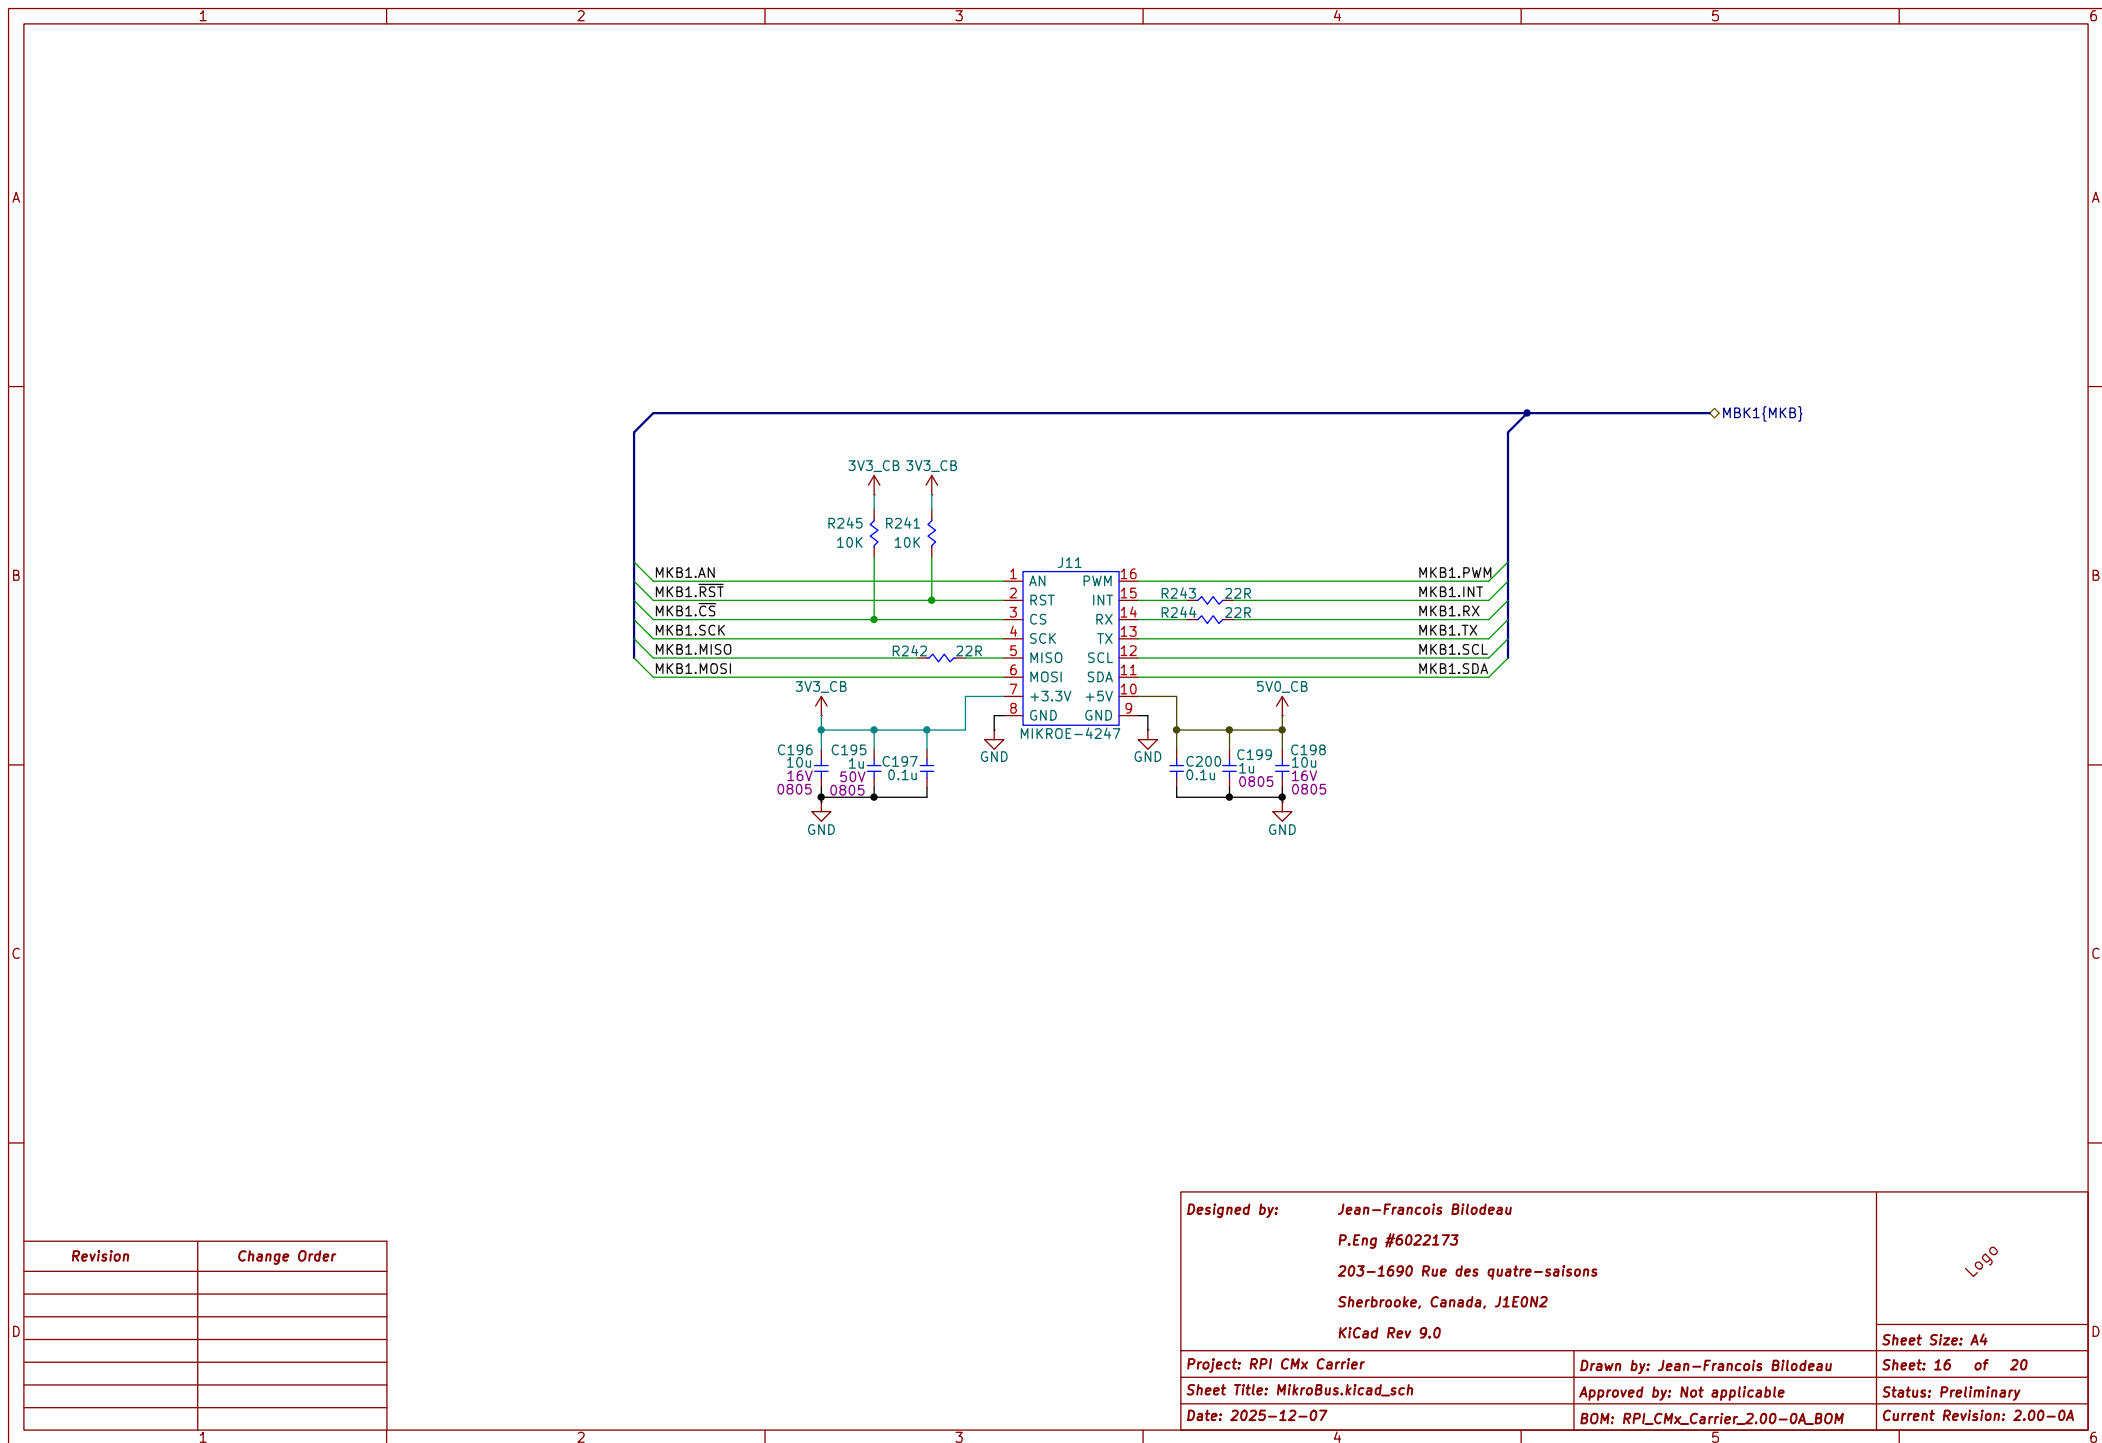 1 2 3 4 5 6
A A
MBK1{MKB}
3V3_CB 3V3_CB
R245 R241
10K 10K
J11
B B
MKB1.AN 1 AN PWM 16 MKB1.PWM
MKB1.RST 2 RST INT 15 R243 22R MKB1.INT
MKB1.CS 3 CS RX 14 R244 22R MKB1.RX
MKB1.SCK 4 SCK TX 13 MKB1.TX
MKB1.MISO R242 22R 5 MISO SCL 12 MKB1.SCL
MKB1.MOSI 6 MOSI SDA 11 MKB1.SDA
3V3_CB 7 +3.3V +5V 10 5V0_CB
8 GND GND 9
MIKROE-4247
GND GND
C196 C195 C197 C200 C199 C198
10u 1u 0.1u 0.1u 1u 10u
16V 50V 16V
0805 0805 0805 0805
GND GND
C C
Revision Change Order
Designed by: Jean-Francois Bilodeau
P.Eng #6022173
203-1690 Rue des quatre-saisons
Sherbrooke, Canada, J1E0N2
KiCad Rev 9.0
Logo
D D
Sheet Size: A4
Project: RPI CMx Carrier
Drawn by: Jean-Francois Bilodeau
Sheet: 16 of 20
Sheet Title: MikroBus.kicad_sch
Approved by: Not applicable
Status: Preliminary
Date: 2025-12-07
BOM: RPI_CMx_Carrier_2.00-0A_BOM
Current Revision: 2.00-0A
1 2 3 4 5 6